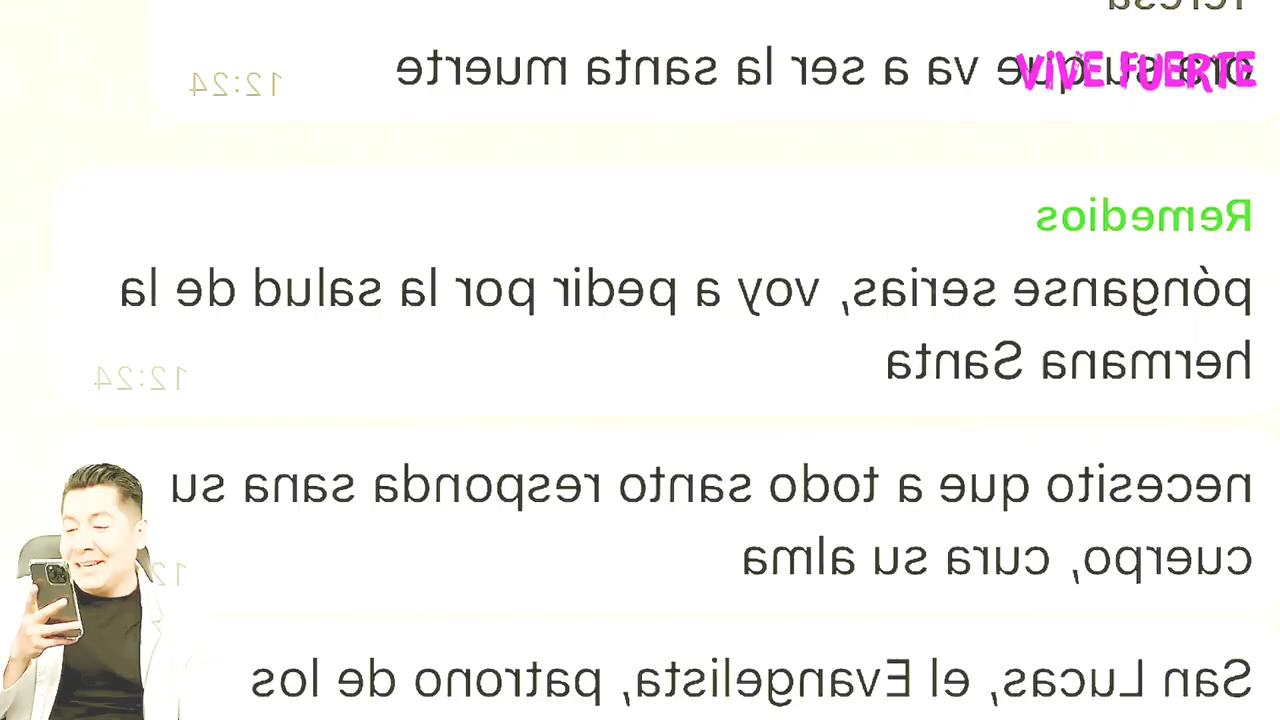 Teresa
que va a ser la santa muerte
12:24
VIVE FUERTE
Remedios
pónganse serias, voy a pedir por la salud de la
hermana Santa
12:24
necesito que a todo santo responda sana su
cuerpo, cura su alma
San Lucas, el Evangelista, patrono de los